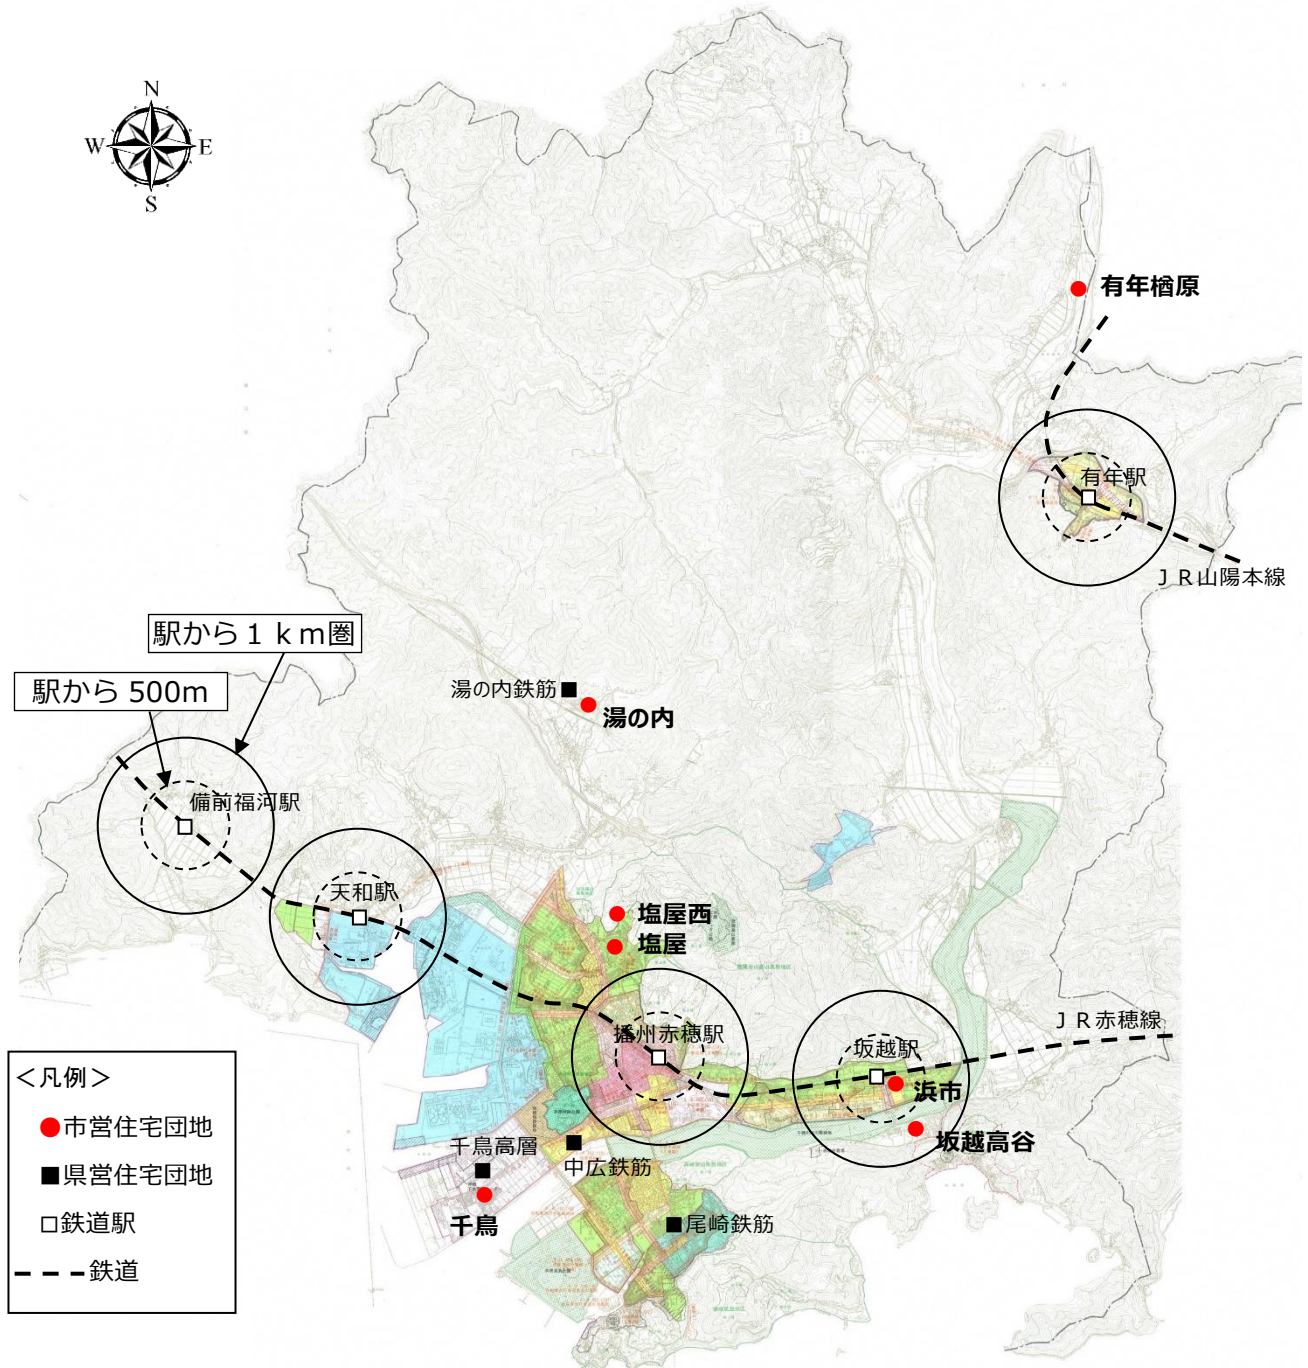 N
W E
S
有年楢原
有年駅
ＪＲ山陽本線
駅から１ｋｍ圏
駅から 500m
湯の内鉄筋
湯の内
備前福河駅
天和駅
塩屋西
塩屋
播州赤穂駅
坂越駅
ＪＲ赤穂線
浜市
坂越高谷
千鳥高層
中広鉄筋
千鳥
尾崎鉄筋
＜凡例＞
市営住宅団地
県営住宅団地
鉄道駅
鉄道